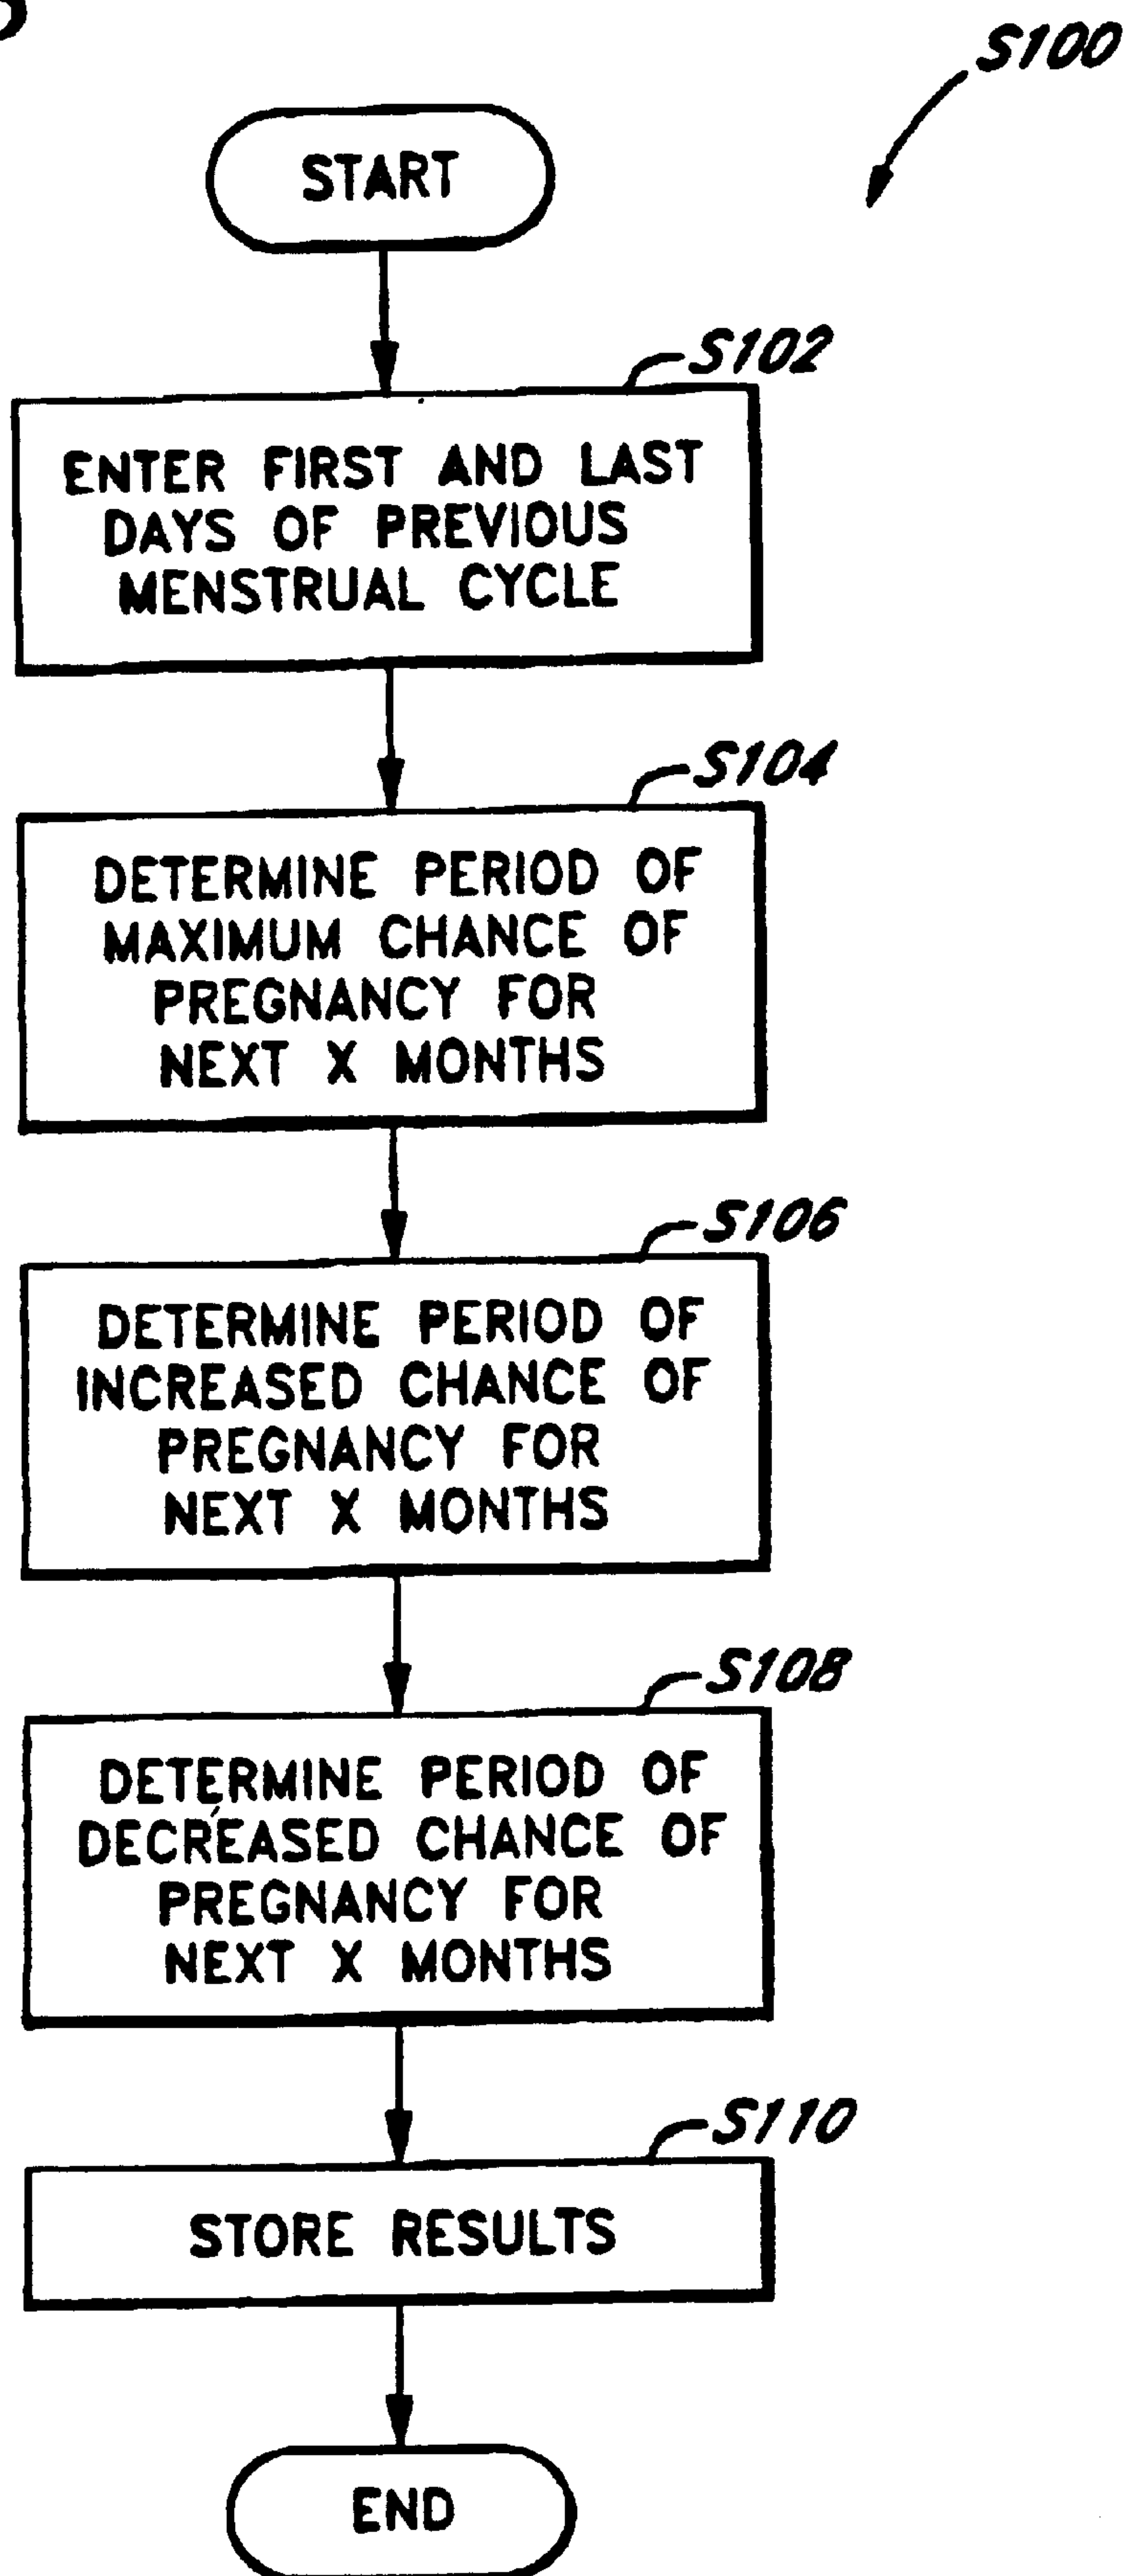 S100
START
S102
ENTER FIRST AND LAST
DAYS OF PREVIOUS
MENSTRUAL CYCLE
S104
DETERMINE PERIOD OF
MAXIMUM CHANCE OF
PREGNANCY FOR
NEXT X MONTHS
S106
DETERMINE PERIOD OF
INCREASED CHANCE OF
PREGNANCY FOR
NEXT X MONTHS
S108
DETERMINE PERIOD OF
DECREASED CHANCE OF
PREGNANCY FOR
NEXT X MONTHS
S110
STORE RESULTS
END